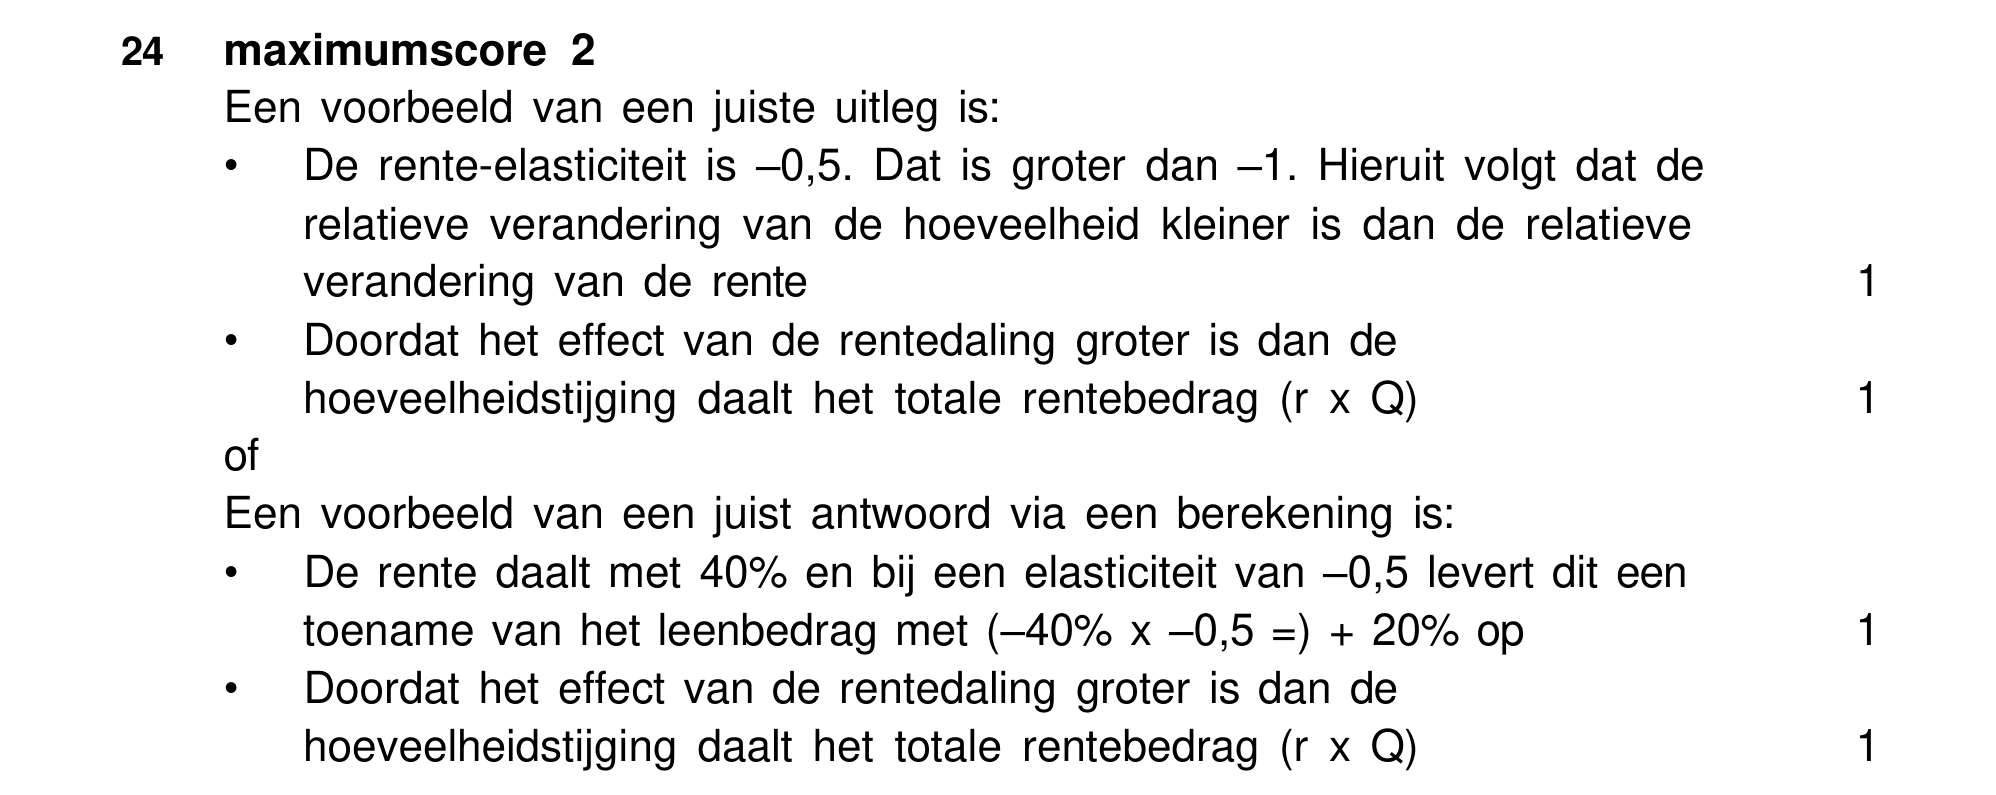 24 maximumscore 2
Een voorbeeld van een juiste uitleg is:
• De rente-elasticiteit is –0,5. Dat is groter dan –1. Hieruit volgt dat de
relatieve verandering van de hoeveelheid kleiner is dan de relatieve
verandering van de rente 1
• Doordat het effect van de rentedaling groter is dan de
hoeveelheidstijging daalt het totale rentebedrag (r x Q) 1
of
Een voorbeeld van een juist antwoord via een berekening is:
• De rente daalt met 40% en bij een elasticiteit van –0,5 levert dit een
toename van het leenbedrag met (–40% x –0,5 =) + 20% op 1
• Doordat het effect van de rentedaling groter is dan de
hoeveelheidstijging daalt het totale rentebedrag (r x Q) 1